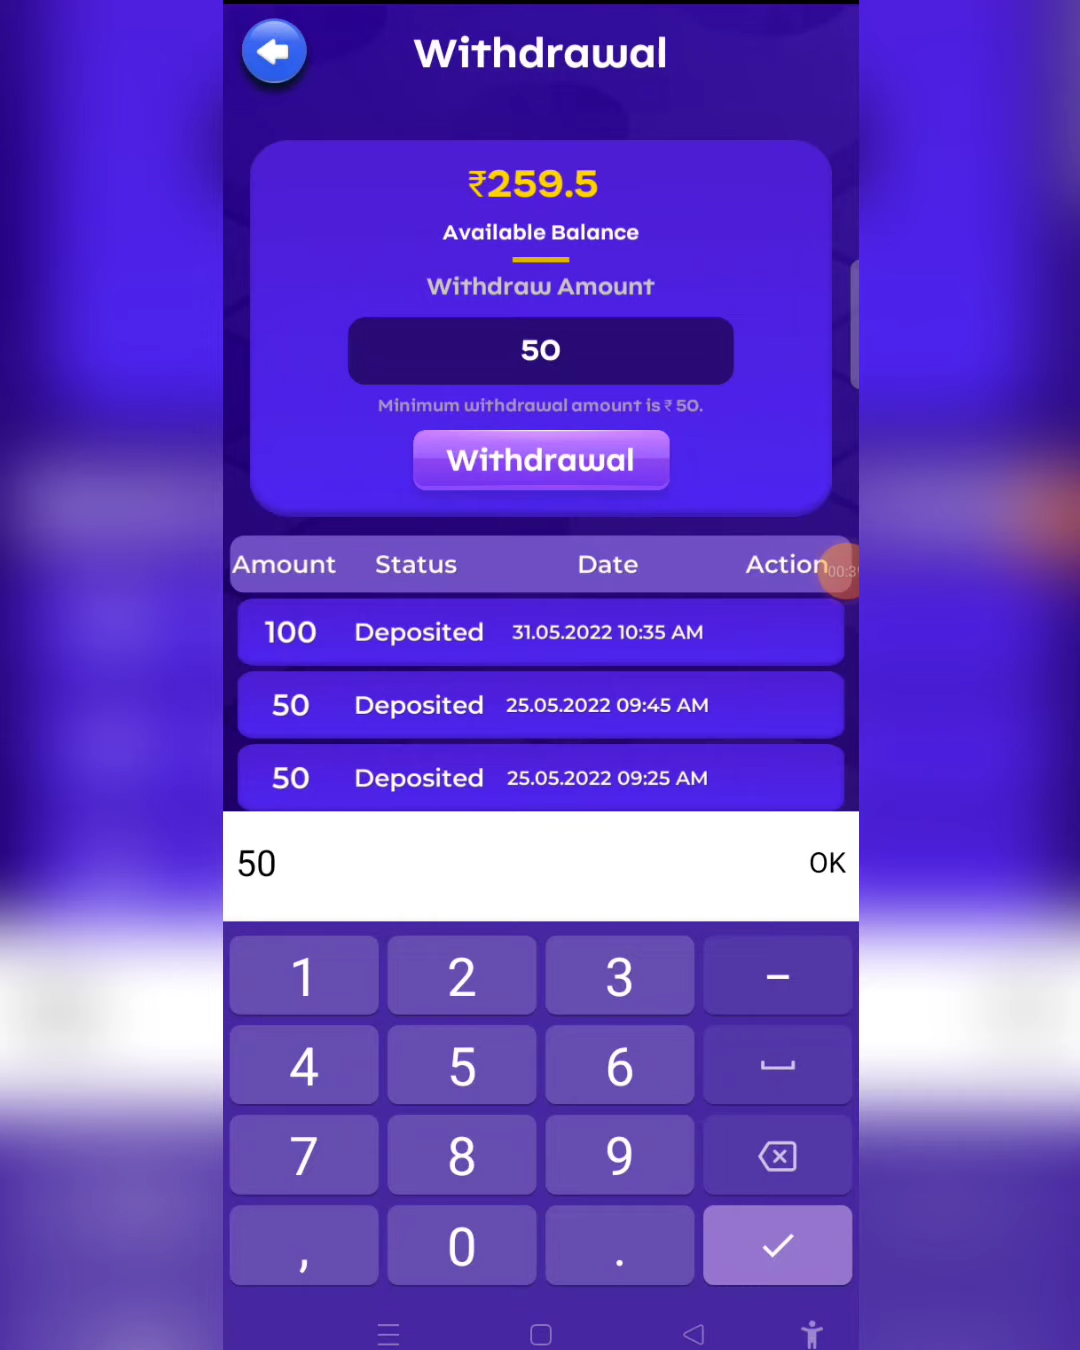 Withdrawal
₹259.5
Available Balance
Withdraw Amount
50
Minimum withdrawal amount is ₹ 50.
Withdrawal
Amount Status Date Action
100 Deposited 31.05.2022 10:35 AM
50 Deposited 25.05.2022 09:45 AM
50 Deposited 25.05.2022 09:25 AM
50 OK
1 2 3 –
4 5 6
7 8 9
, 0 .